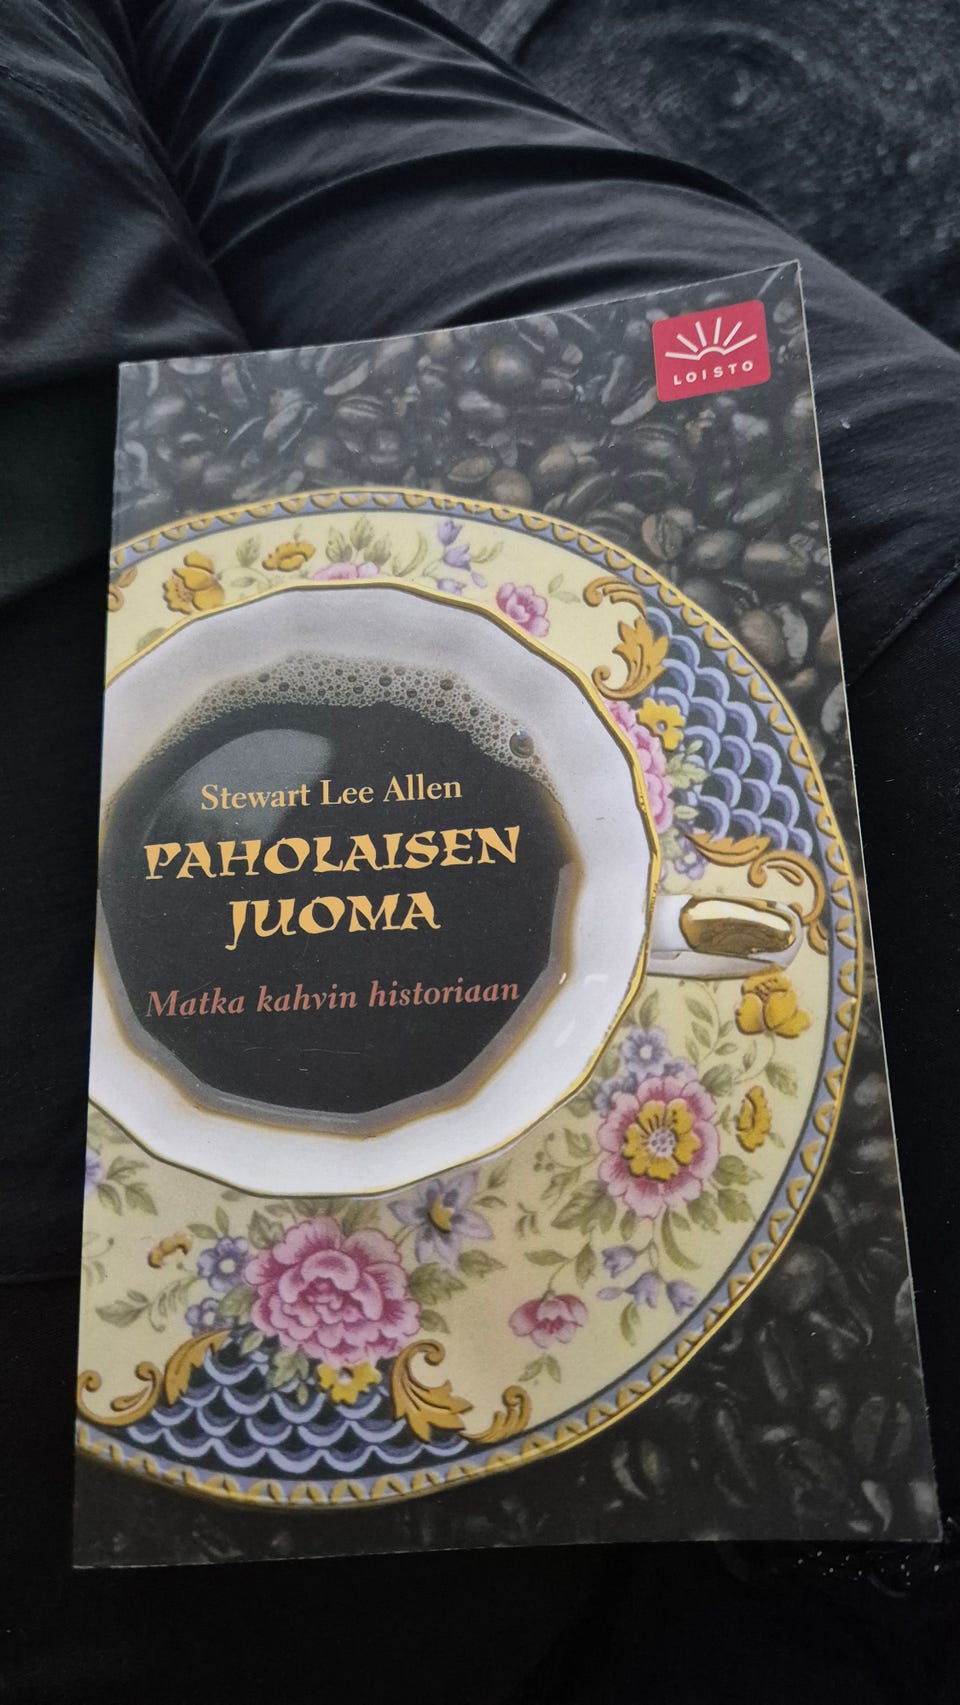 LOISTO
Stewart Lee Allen
PAHOLAISEN
JUOMA
Matka kahvin historiaan